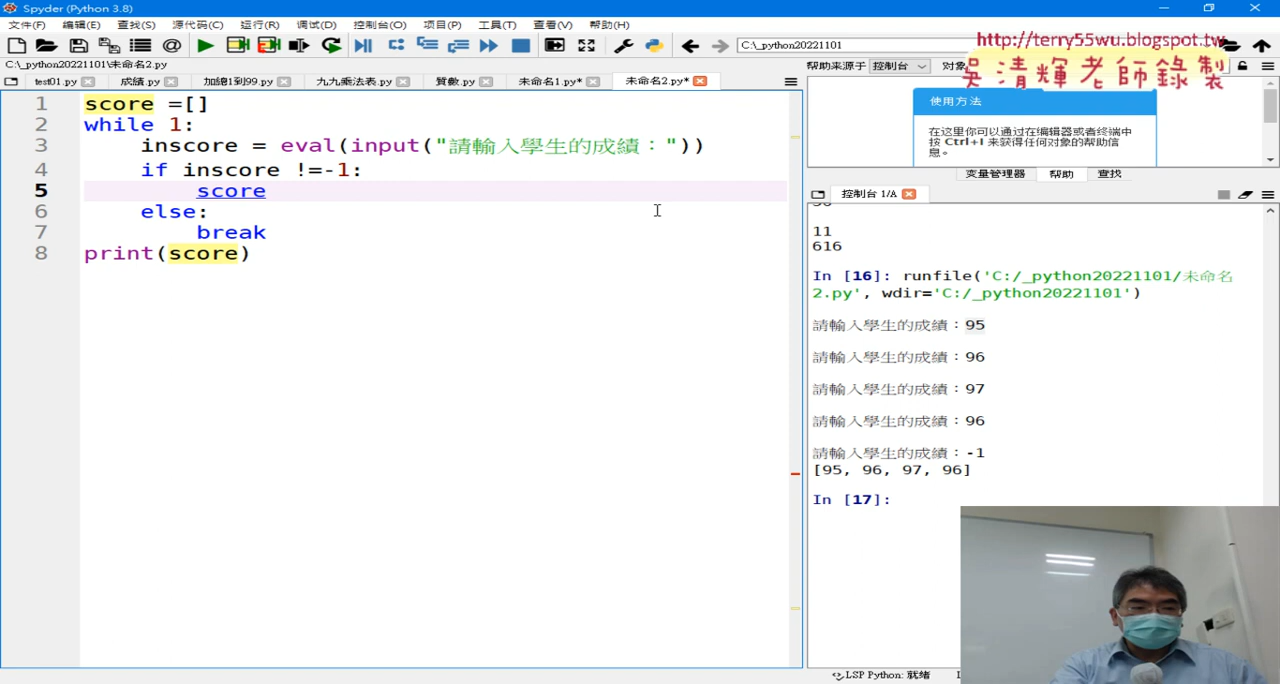 Spyder (Python 3.8)
文件(F) 编辑(E) 查找(S) 源代码(C) 运行(R) 调试(D) 控制台(O) 项目(P) 工具(T) 查看(V) 帮助(H)
C:\_python20221101
http://terry55wu.blogspot.tw
C:\_python20221101\未命名2.py
帮助来源于 控制台 对象
吳清輝老師錄製
test01.py 成績.py 加總1到99.py 九九乘法表.py 質數.py 未命名1.py* 未命名2.py*
1 score =[]
2 while 1:
3 inscore = eval(input("請輸入學生的成績："))
4 if inscore !=-1:
5 score
6 else:
7 break
8 print(score)
使用方法
在这里你可以通过在编辑器或者终端中
按 Ctrl+I 来获得任何对象的帮助信
息。
变量管理器 帮助 查找
控制台 1/A
11
616
In [16]: runfile('C:/_python20221101/未命名
2.py', wdir='C:/_python20221101')
請輸入學生的成績：95
請輸入學生的成績：96
請輸入學生的成績：97
請輸入學生的成績：96
請輸入學生的成績：-1
[95, 96, 97, 96]
In [17]:
LSP Python: 就绪